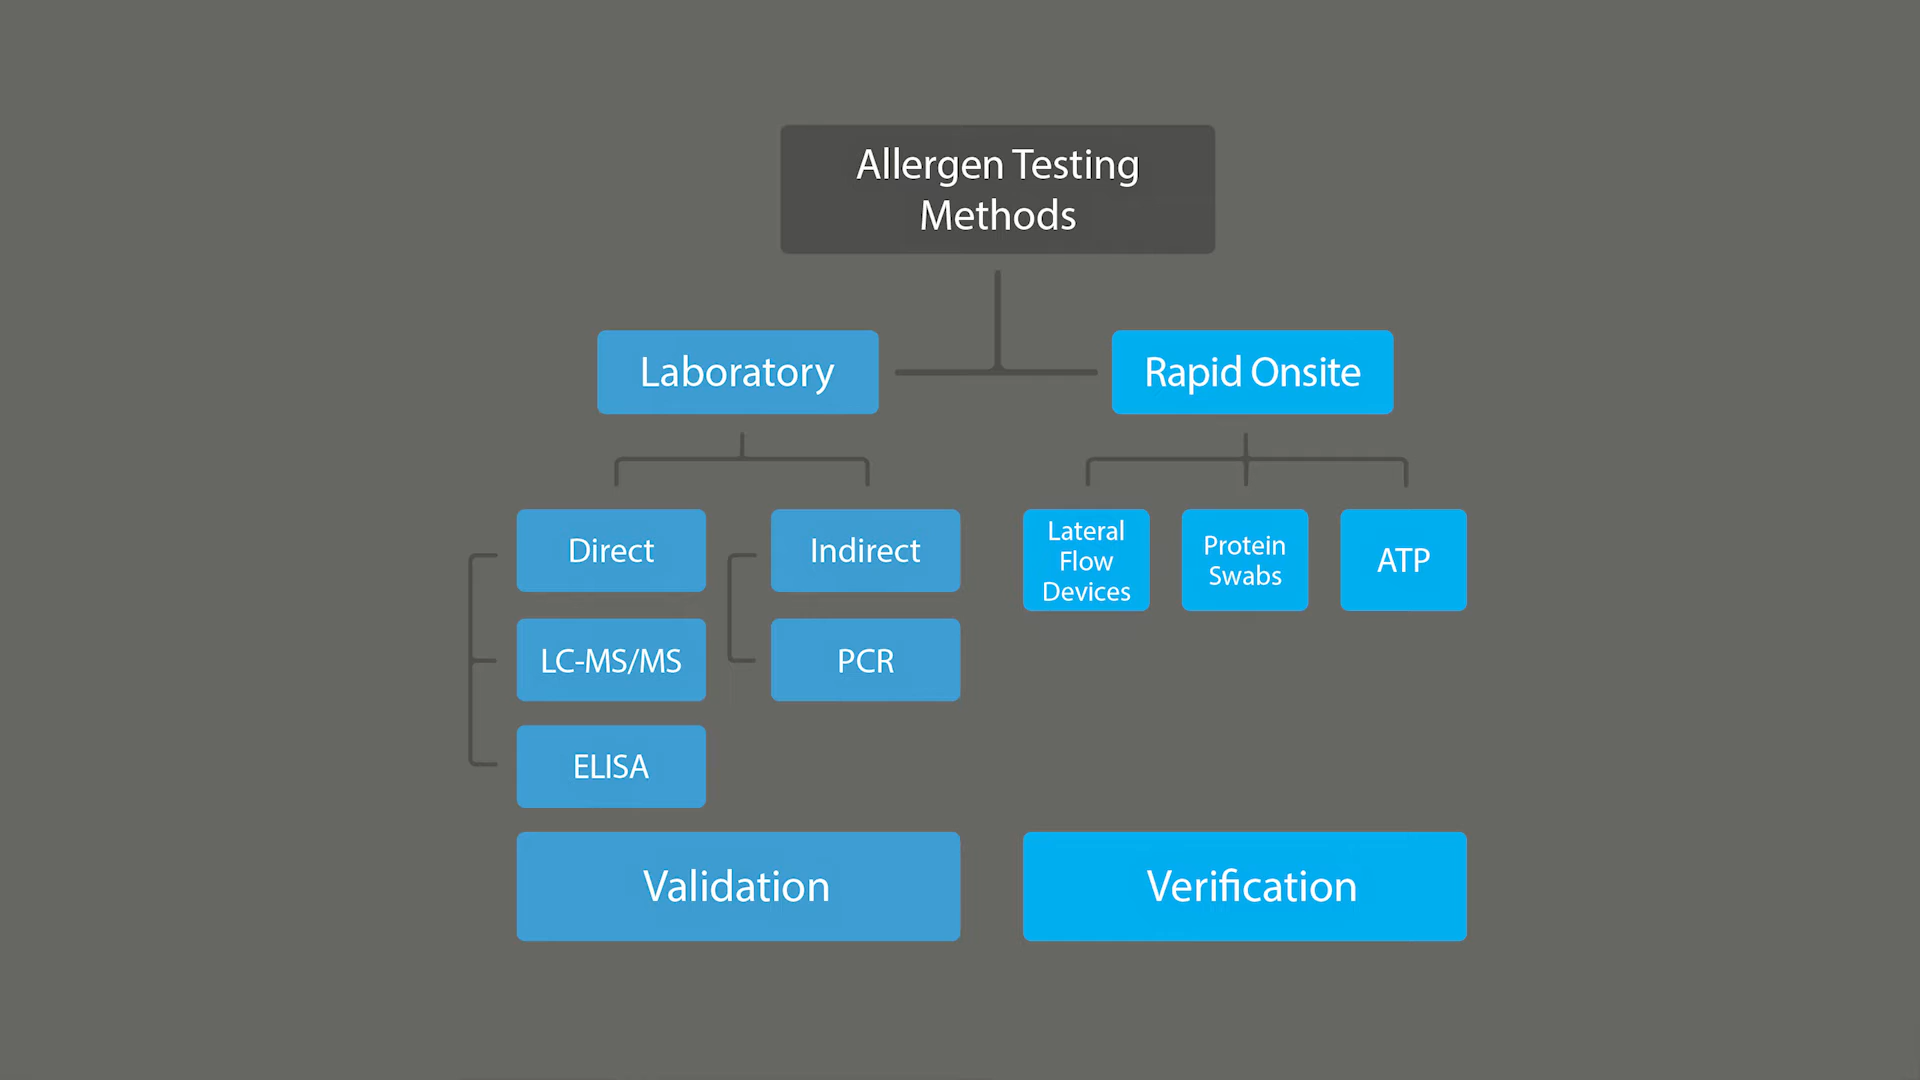 Allergen Testing
Methods
Laboratory
Rapid Onsite
Direct
Indirect
Lateral
Flow
Devices
Protein
Swabs
ATP
LC-MS/MS
PCR
ELISA
Validation
Verification